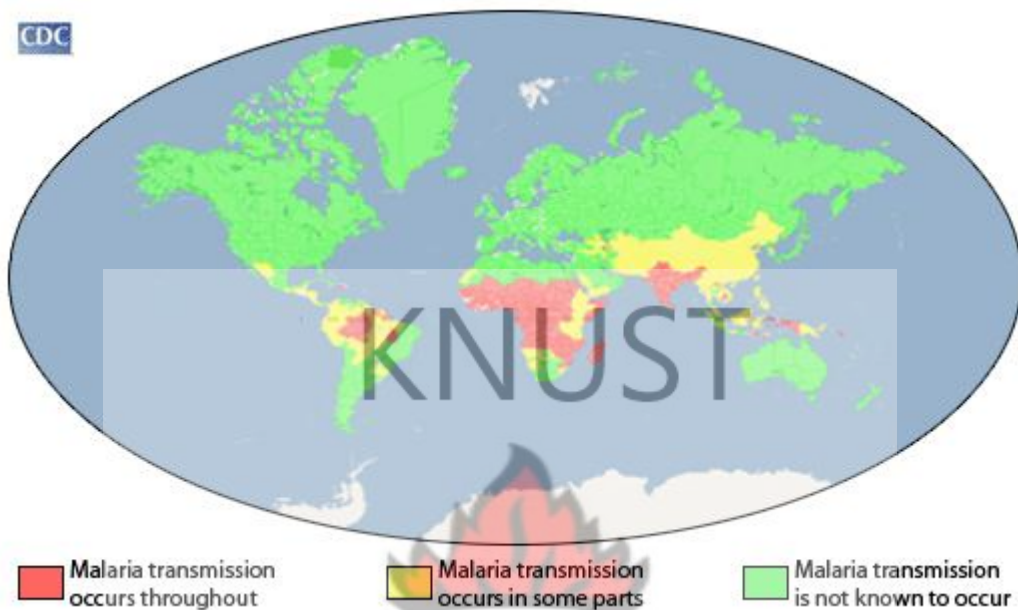 CDC
KNUST
Malaria transmission
occurs throughout
Malaria transmission
occurs in some parts
Malaria transmission
is not known to occur